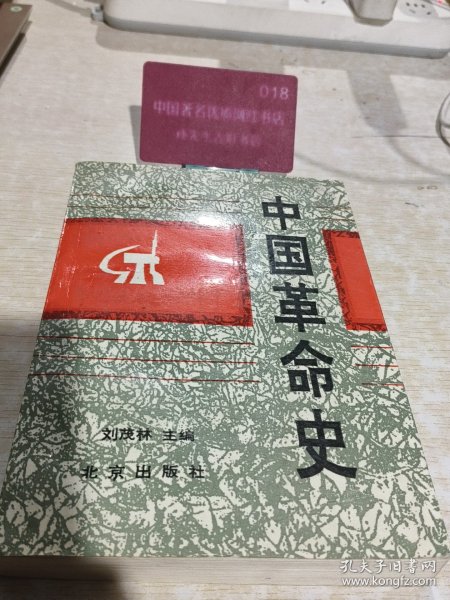 018
中国革命史
刘茂林 主编
北京出版社
孔夫子旧书网
www.kongfz.com